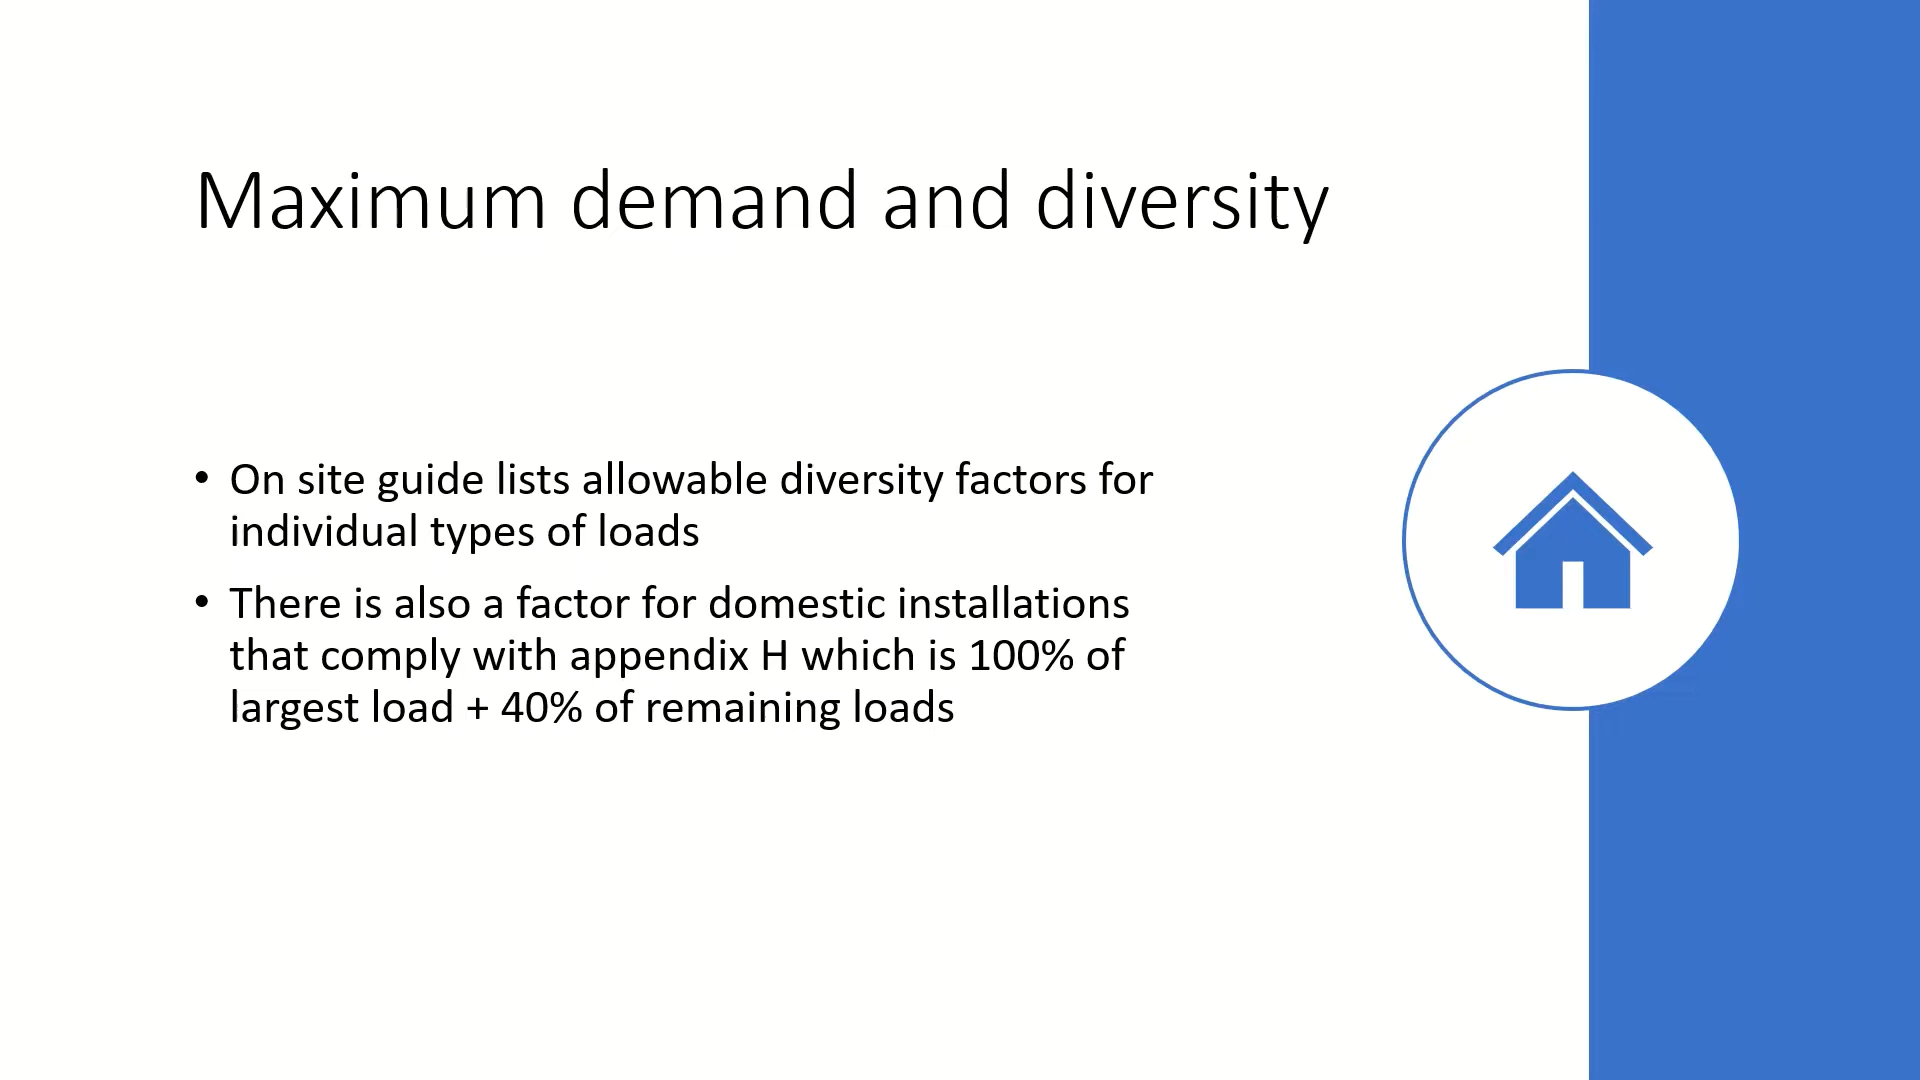 Maximum demand and diversity
• On site guide lists allowable diversity factors for
individual types of loads
• There is also a factor for domestic installations
that comply with appendix H which is 100% of
largest load + 40% of remaining loads